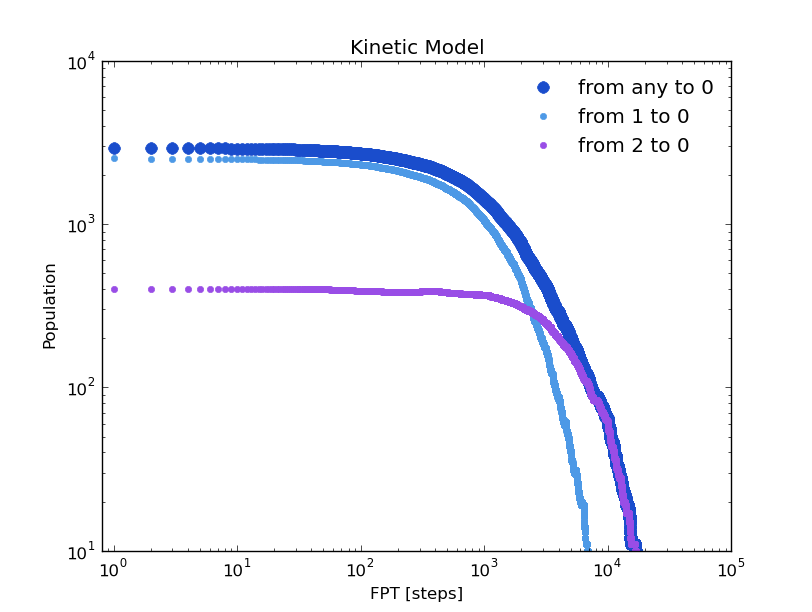 Kinetic Model
10^4
10^3
10^2
10^1
Population
from any to 0
from 1 to 0
from 2 to 0
10^0 10^1 10^2 10^3 10^4 10^5
FPT [steps]